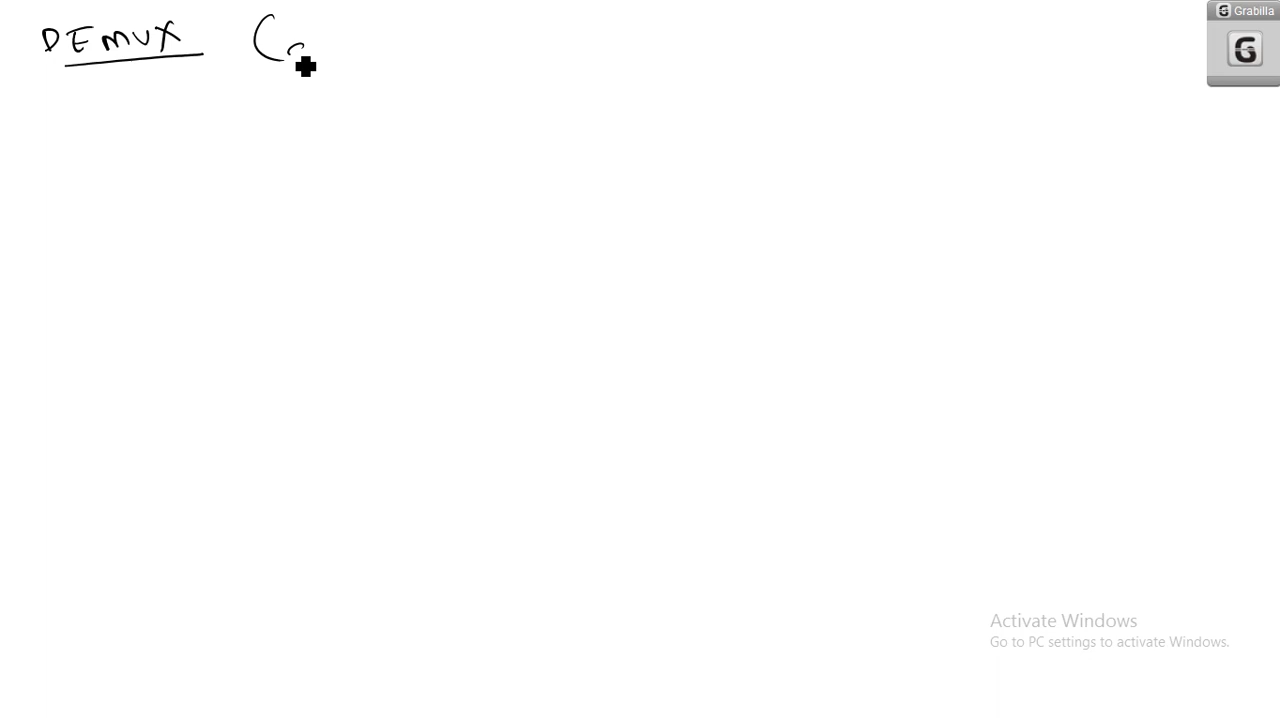 DEMUX (
Grabilla
Activate Windows
Go to PC settings to activate Windows.